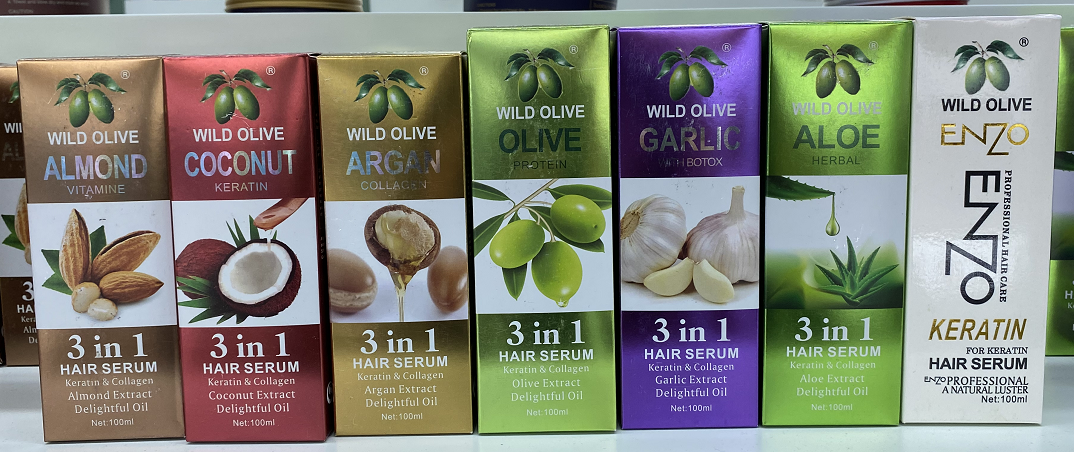 ®
WILD OLIVE
ALMOND
VITAMINE
3 in 1
HAIR SERUM
Keratin & Collagen
Almond Extract
Delightful Oil
Net:100ml
®
WILD OLIVE
COCONUT
KERATIN
3 in 1
HAIR SERUM
Keratin & Collagen
Coconut Extract
Delightful Oil
Net:100ml
®
WILD OLIVE
ARGAN
COLLAGEN
3 in 1
HAIR SERUM
Keratin & Collagen
Argan Extract
Delightful Oil
Net:100ml
®
WILD OLIVE
OLIVE
PROTEIN
3 in 1
HAIR SERUM
Keratin & Collagen
Olive Extract
Delightful Oil
Net:100ml
®
WILD OLIVE
GARLIC
WITH BOTOX
3 in 1
HAIR SERUM
Keratin & Collagen
Garlic Extract
Delightful Oil
Net:100ml
®
WILD OLIVE
ALOE
HERBAL
3 in 1
HAIR SERUM
Keratin & Collagen
Aloe Extract
Delightful Oil
Net:100ml
®
WILD OLIVE
ENZO
ENZO
PROFESSIONAL HAIR CARE
KERATIN
FOR KERATIN
HAIR SERUM
ENZO PROFESSIONAL
A NATURAL LUSTER
Net:100ml